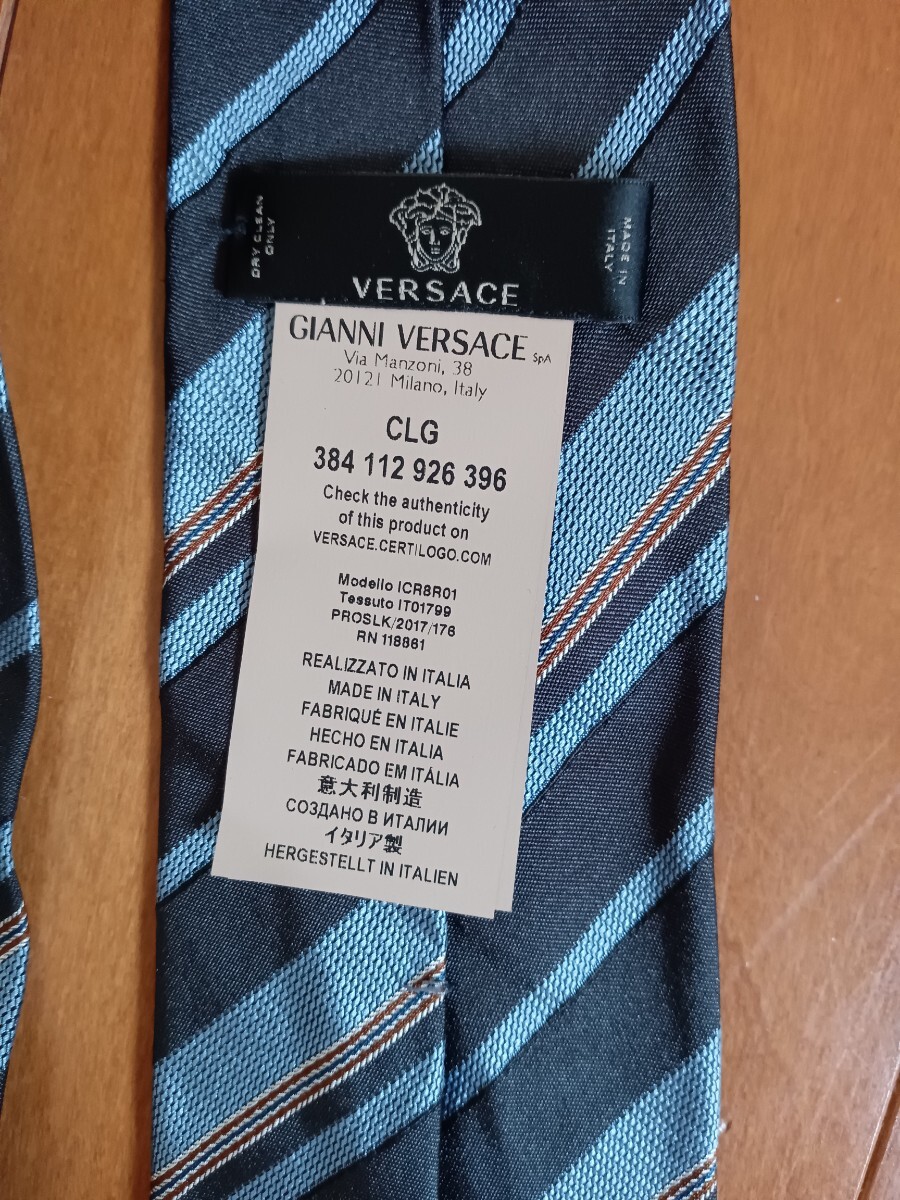 DRY CLEAN
ONLY
VERSACE
MADE IN
ITALY
GIANNI VERSACE SpA
Via Manzoni, 38
20121 Milano, Italy
CLG
384 112 926 396
Check the authenticity
of this product on
VERSACE.CERTILOGO.COM
Modello ICR8R01
Tessuto IT01799
PROSLK/2017/176
RN 118861
REALIZZATO IN ITALIA
MADE IN ITALY
FABRIQUÉ EN ITALIE
HECHO EN ITALIA
FABRICADO EM ITÁLIA
意大利制造
СОЗДАНО В ИТАЛИИ
イタリア製
HERGESTELLT IN ITALIEN